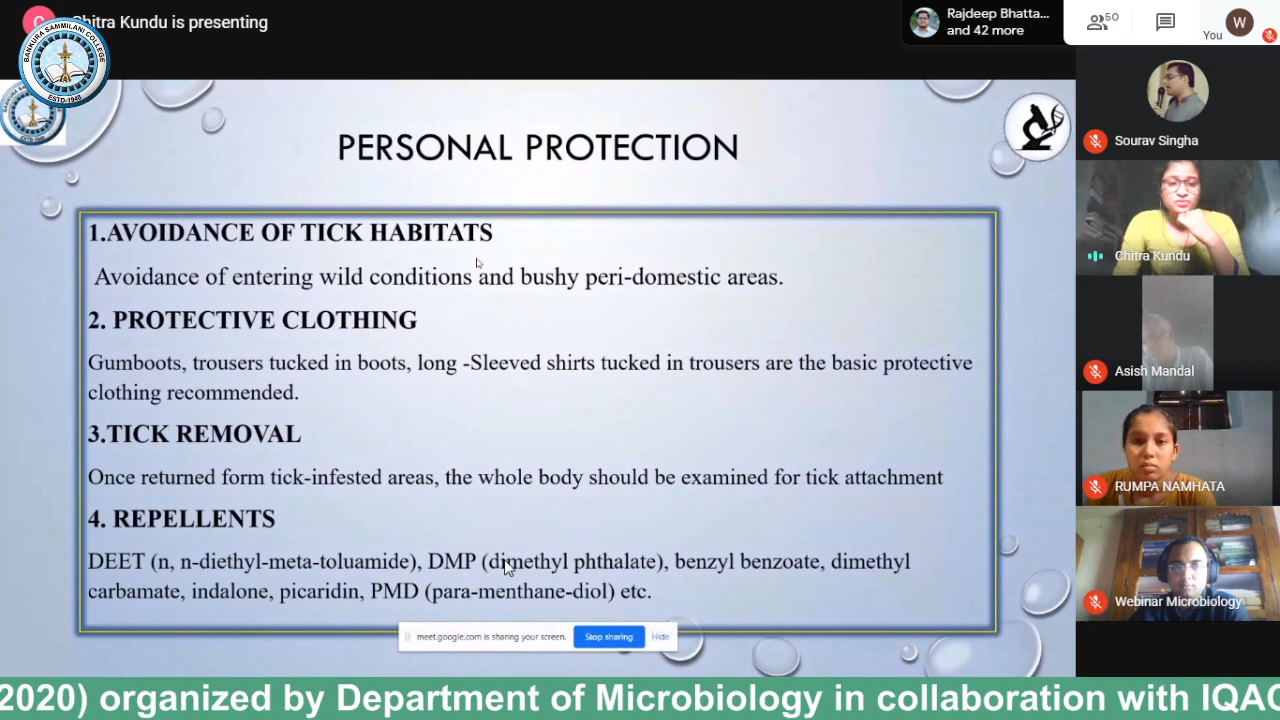 Chitra Kundu is presenting
Rajdeep Bhatta...
and 42 more
50
You
W
BANKURA SAMMILANI COLLEGE
ESTD-1948
PERSONAL PROTECTION
1.AVOIDANCE OF TICK HABITATS
Avoidance of entering wild conditions and bushy peri-domestic areas.
2. PROTECTIVE CLOTHING
Gumboots, trousers tucked in boots, long -Sleeved shirts tucked in trousers are the basic protective
clothing recommended.
3.TICK REMOVAL
Once returned form tick-infested areas, the whole body should be examined for tick attachment
4. REPELLENTS
DEET (n, n-diethyl-meta-toluamide), DMP (dimethyl phthalate), benzyl benzoate, dimethyl
carbamate, indalone, picaridin, PMD (para-menthane-diol) etc.
meet.google.com is sharing your screen.
Stop sharing
Hide
Sourav Singha
Chitra Kundu
Asish Mandal
RUMPA NAMHATA
Webinar Microbiology
2020) organized by Department of Microbiology in collaboration with IQAC